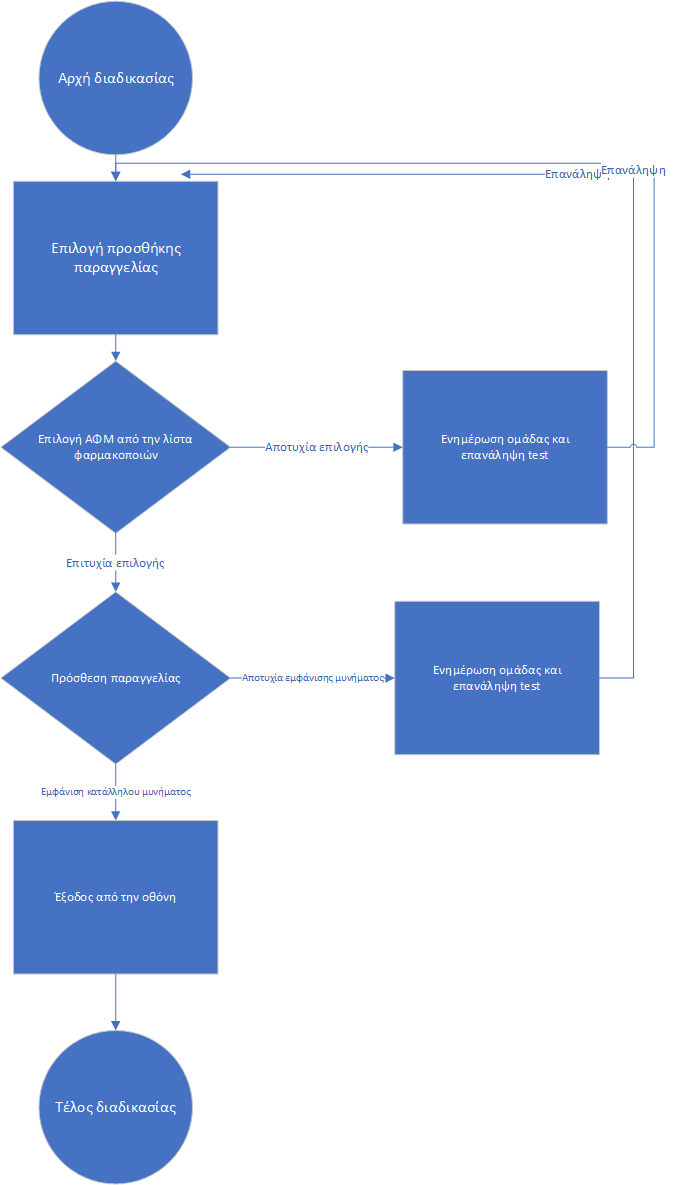 Αρχή διαδικασίας
Επανάληψη
Επανάληψη
Επιλογή προσθήκης
παραγγελίας
Επιλογή ΑΦΜ από την λίστα
φαρμακοποιών
Αποτυχία επιλογής
Ενημέρωση ομάδας και
επανάληψη test
Επιτυχία επιλογής
Πρόσθεση παραγγελίας
Αποτυχία εμφάνισης μυνήματος
Ενημέρωση ομάδας και
επανάληψη test
Εμφάνιση κατάλληλου μυνήματος
Έξοδος από την οθόνη
Τέλος διαδικασίας